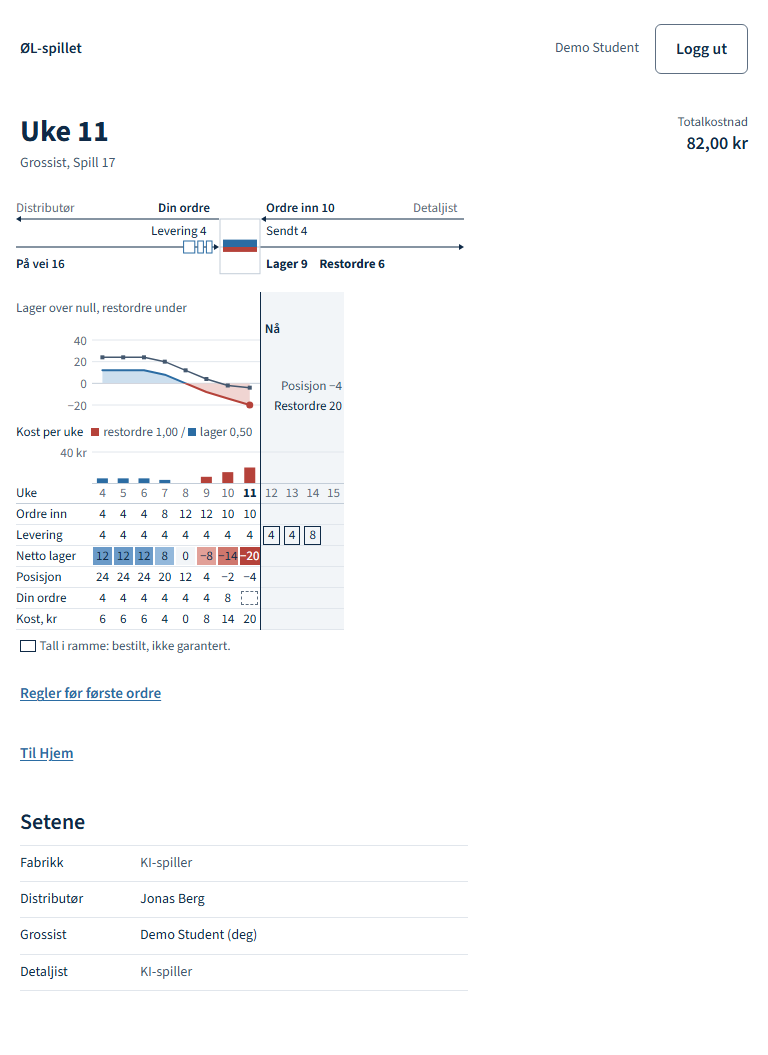 ØL-spillet
Demo Student
Logg ut
Uke 11
Totalkostnad
82,00 kr
Grossist, Spill 17
Distributør Din ordre Ordre inn 10 Detaljist
Levering 4 Sendt 4
På vei 16 Lager 9 Restordre 6
Lager over null, restordre under
Nå
40
20
0
−20
Posisjon −4
Restordre 20
Kost per uke restordre 1,00 / lager 0,50
40 kr
Uke 4 5 6 7 8 9 10 11 12 13 14 15
Ordre inn 4 4 4 8 12 12 10 10
Levering 4 4 4 4 4 4 4 4 4 4 8
Netto lager 12 12 12 8 0 −8 −14 −20
Posisjon 24 24 24 20 12 4 −2 −4
Din ordre 4 4 4 4 4 4 8
Kost, kr 6 6 6 4 0 8 14 20
Tall i ramme: bestilt, ikke garantert.
Regler før første ordre
Til Hjem
Setene
Fabrikk KI-spiller
Distributør Jonas Berg
Grossist Demo Student (deg)
Detaljist KI-spiller